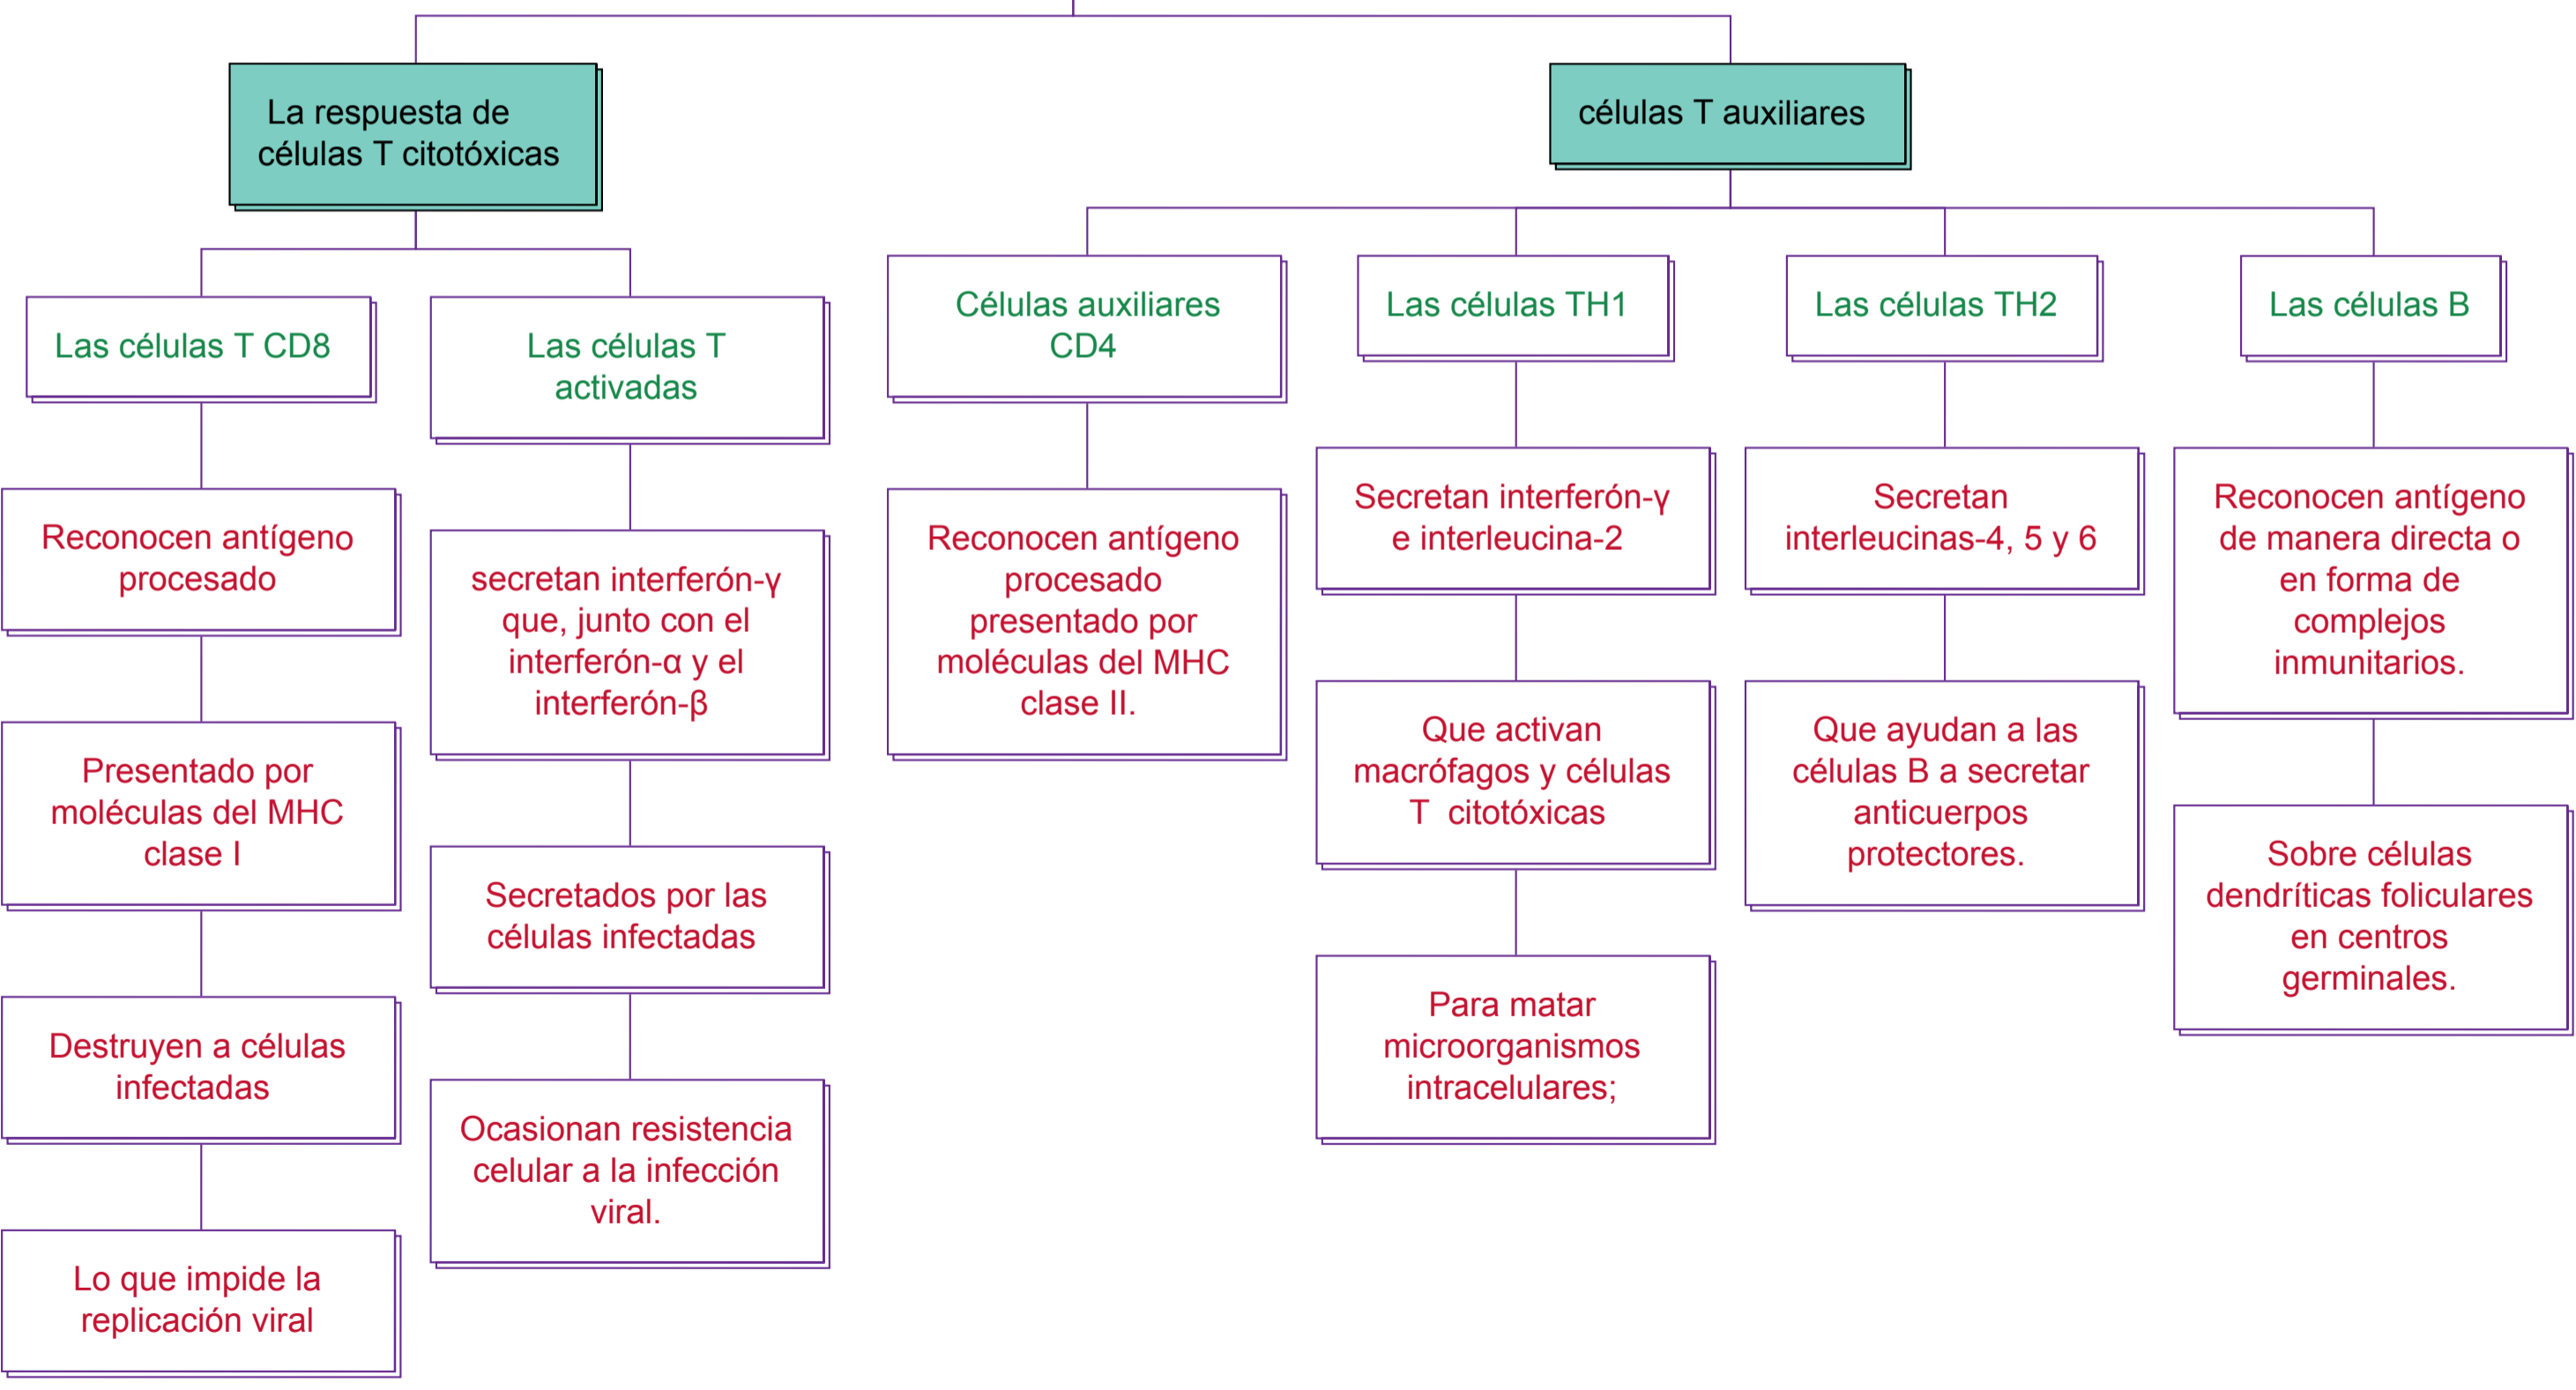 La respuesta de
células T citotóxicas
células T auxiliares
Las células T CD8
Las células T
activadas
Células auxiliares
CD4
Las células TH1
Las células TH2
Las células B
Reconocen antígeno
procesado
Presentado por
moléculas del MHC
clase I
Destruyen a células
infectadas
Lo que impide la
replicación viral
secretan interferón-γ
que, junto con el
interferón-α y el
interferón-β
Secretados por las
células infectadas
Ocasionan resistencia
celular a la infección
viral.
Reconocen antígeno
procesado
presentado por
moléculas del MHC
clase II.
Secretan interferón-γ
e interleucina-2
Que activan
macrófagos y células
T  citotóxicas
Para matar
microorganismos
intracelulares;
Secretan
interleucinas-4, 5 y 6
Que ayudan a las
células B a secretar
anticuerpos
protectores.
Reconocen antígeno
de manera directa o
en forma de
complejos
inmunitarios.
Sobre células
dendríticas foliculares
en centros
germinales.